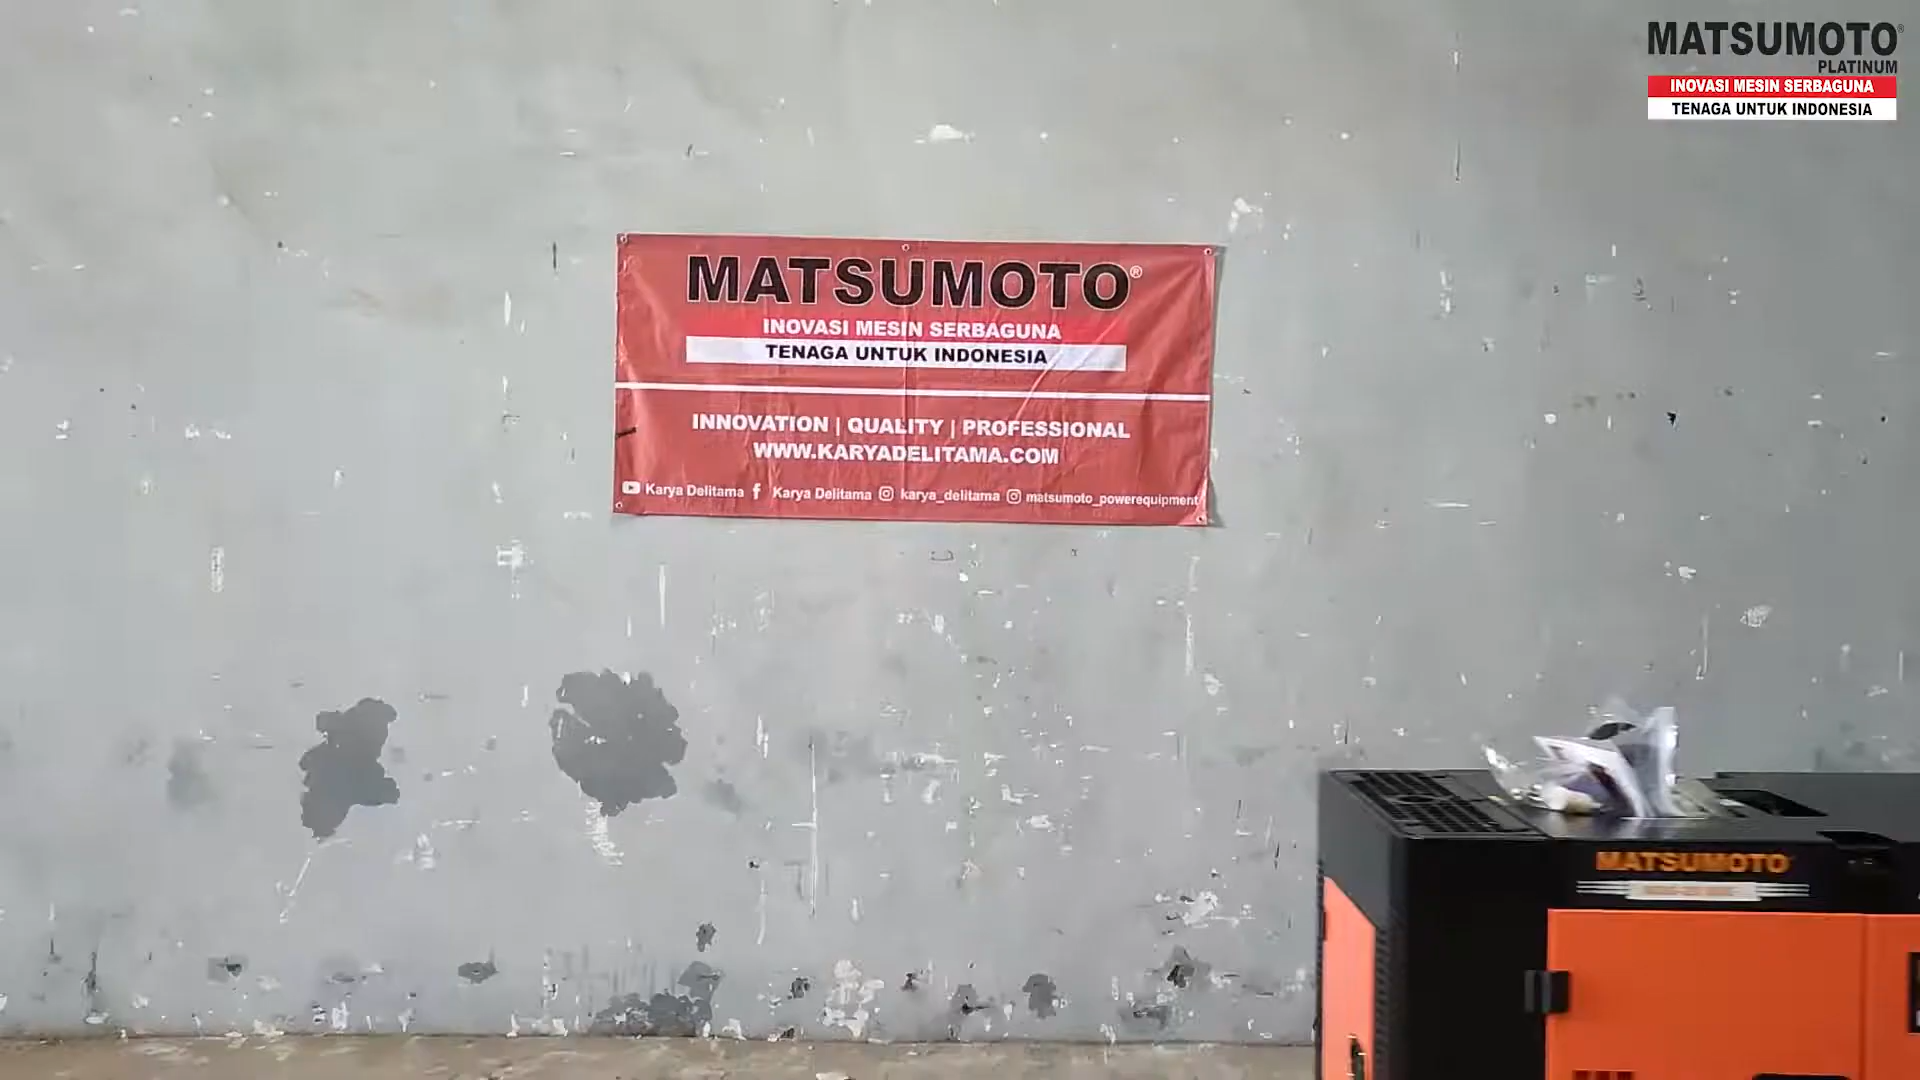 MATSUMOTO®
PLATINUM
INOVASI MESIN SERBAGUNA
TENAGA UNTUK INDONESIA
MATSUMOTO®
INOVASI MESIN SERBAGUNA
TENAGA UNTUK INDONESIA
INNOVATION | QUALITY | PROFESSIONAL
WWW.KARYADELITAMA.COM
Karya Delitama Karya Delitama karya_delitama matsumoto_powerequipment
MATSUMOTO